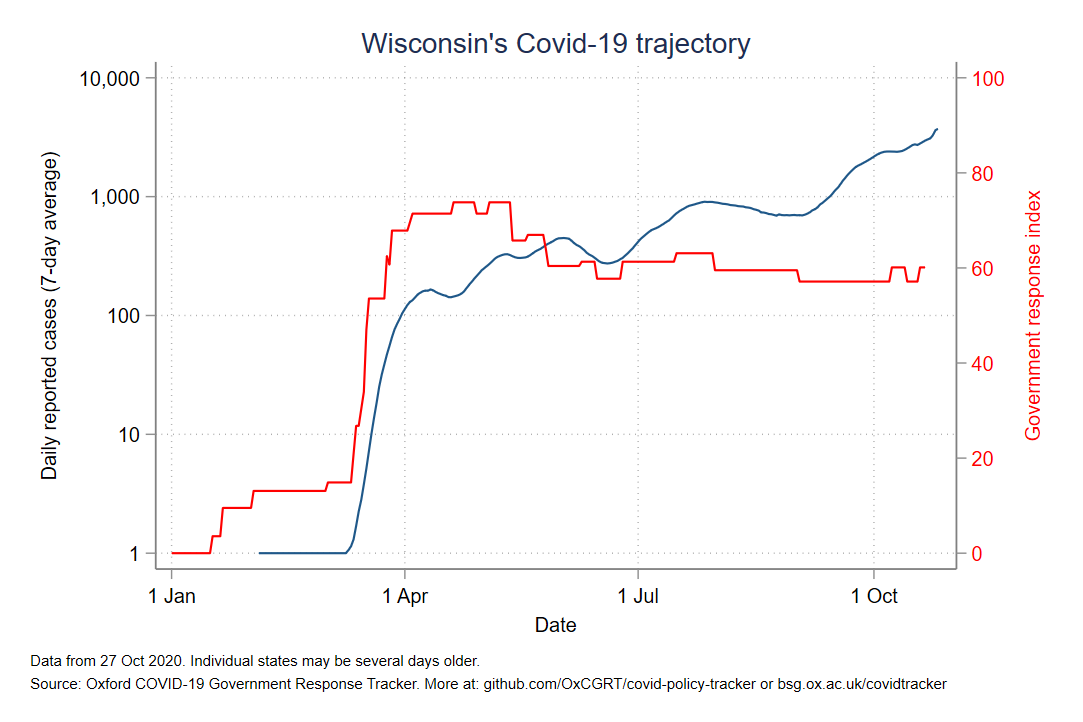 Wisconsin's Covid-19 trajectory
10,000
1,000
100
10
1
Daily reported cases (7-day average)
100
80
60
40
20
0
Government response index
1 Jan
1 Apr
1 Jul
1 Oct
Date
Data from 27 Oct 2020. Individual states may be several days older.
Source: Oxford COVID-19 Government Response Tracker. More at: github.com/OxCGRT/covid-policy-tracker or bsg.ox.ac.uk/covidtracker